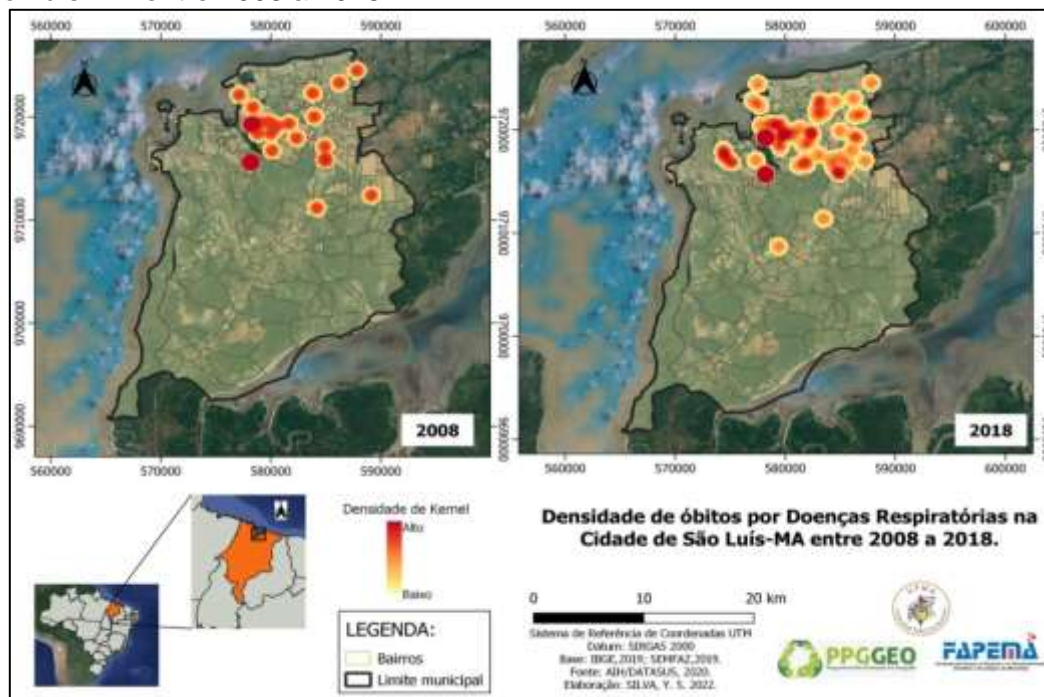 560000 570000 580000 590000
560000 570000 580000 590000 600000
9720000
9710000
9700000
9690000
2008
9720000
9710000
9700000
2018
560000 570000 580000 590000
560000 570000 580000 590000 600000
Densidade de Kernel
Alto
Baixo
LEGENDA:
Bairros
Limite municipal
Densidade de óbitos por Doenças Respiratórias na
Cidade de São Luís-MA entre 2008 a 2018.
0 10 20 km
Sistema de Referência de Coordenadas UTM
Datum: SIRGAS 2000
Base: IBGE,2019; SEMFAZ,2019.
Fonte: AIH/DATASUS, 2020.
Elaboração: SILVA, Y. S. 2022.
PPGGEO
FAPEMA